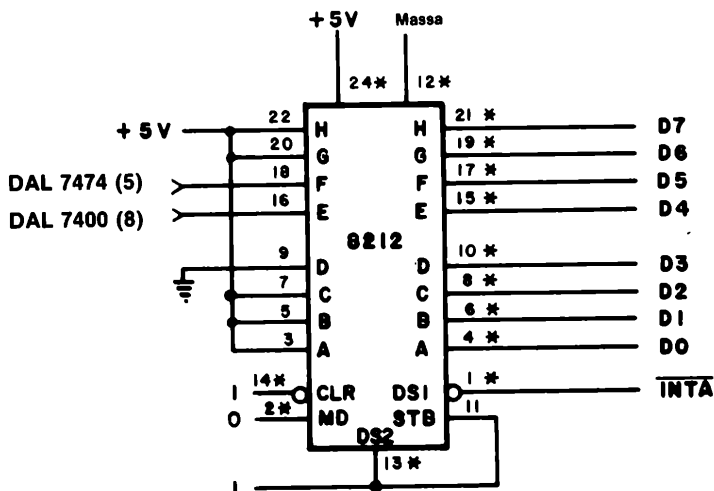 +5V Massa
24* 12*
22 H H 21 * D7
+5V
20 G G 19 * D6
DAL 7474 (5) 18 F F 17 * D5
DAL 7400 (8) 16 E E 15 * D4
8212
9 D D 10 * D3
7 C C 8 * D2
5 B B 6 * D1
3 A A 4 * D0
1 14* CLR DS1 1 * INTA
0 2* MD STB 11
DS2
13 *
1